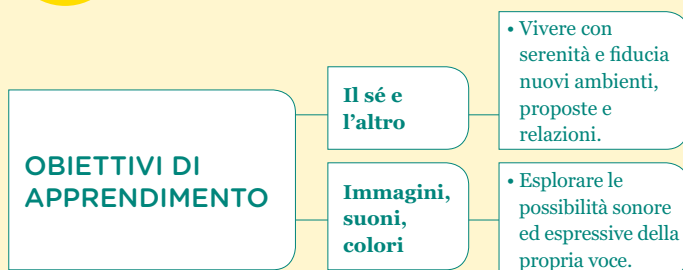 OBIETTIVI DI
APPRENDIMENTO
Il sé e
l'altro
• Vivere con
serenità e fiducia
nuovi ambienti,
proposte e
relazioni.
Immagini,
suoni,
colori
• Esplorare le
possibilità sonore
ed espressive della
propria voce.